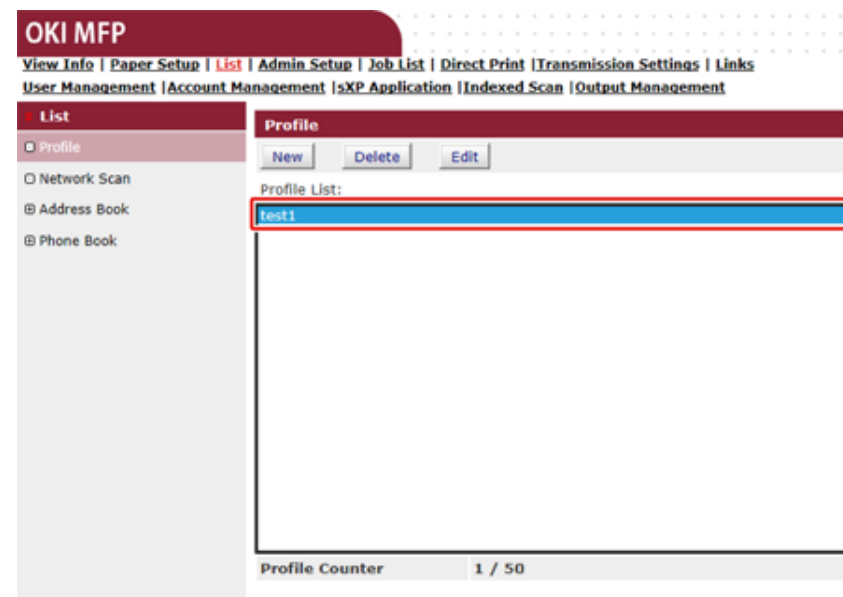 OKI MFP
View Info | Paper Setup | List | Admin Setup | Job List | Direct Print |Transmission Settings | Links
User Management |Account Management |sXP Application |Indexed Scan |Output Management
List
Profile
Network Scan
Address Book
Phone Book
Profile
New Delete Edit
Profile List:
test1
Profile Counter 1 / 50